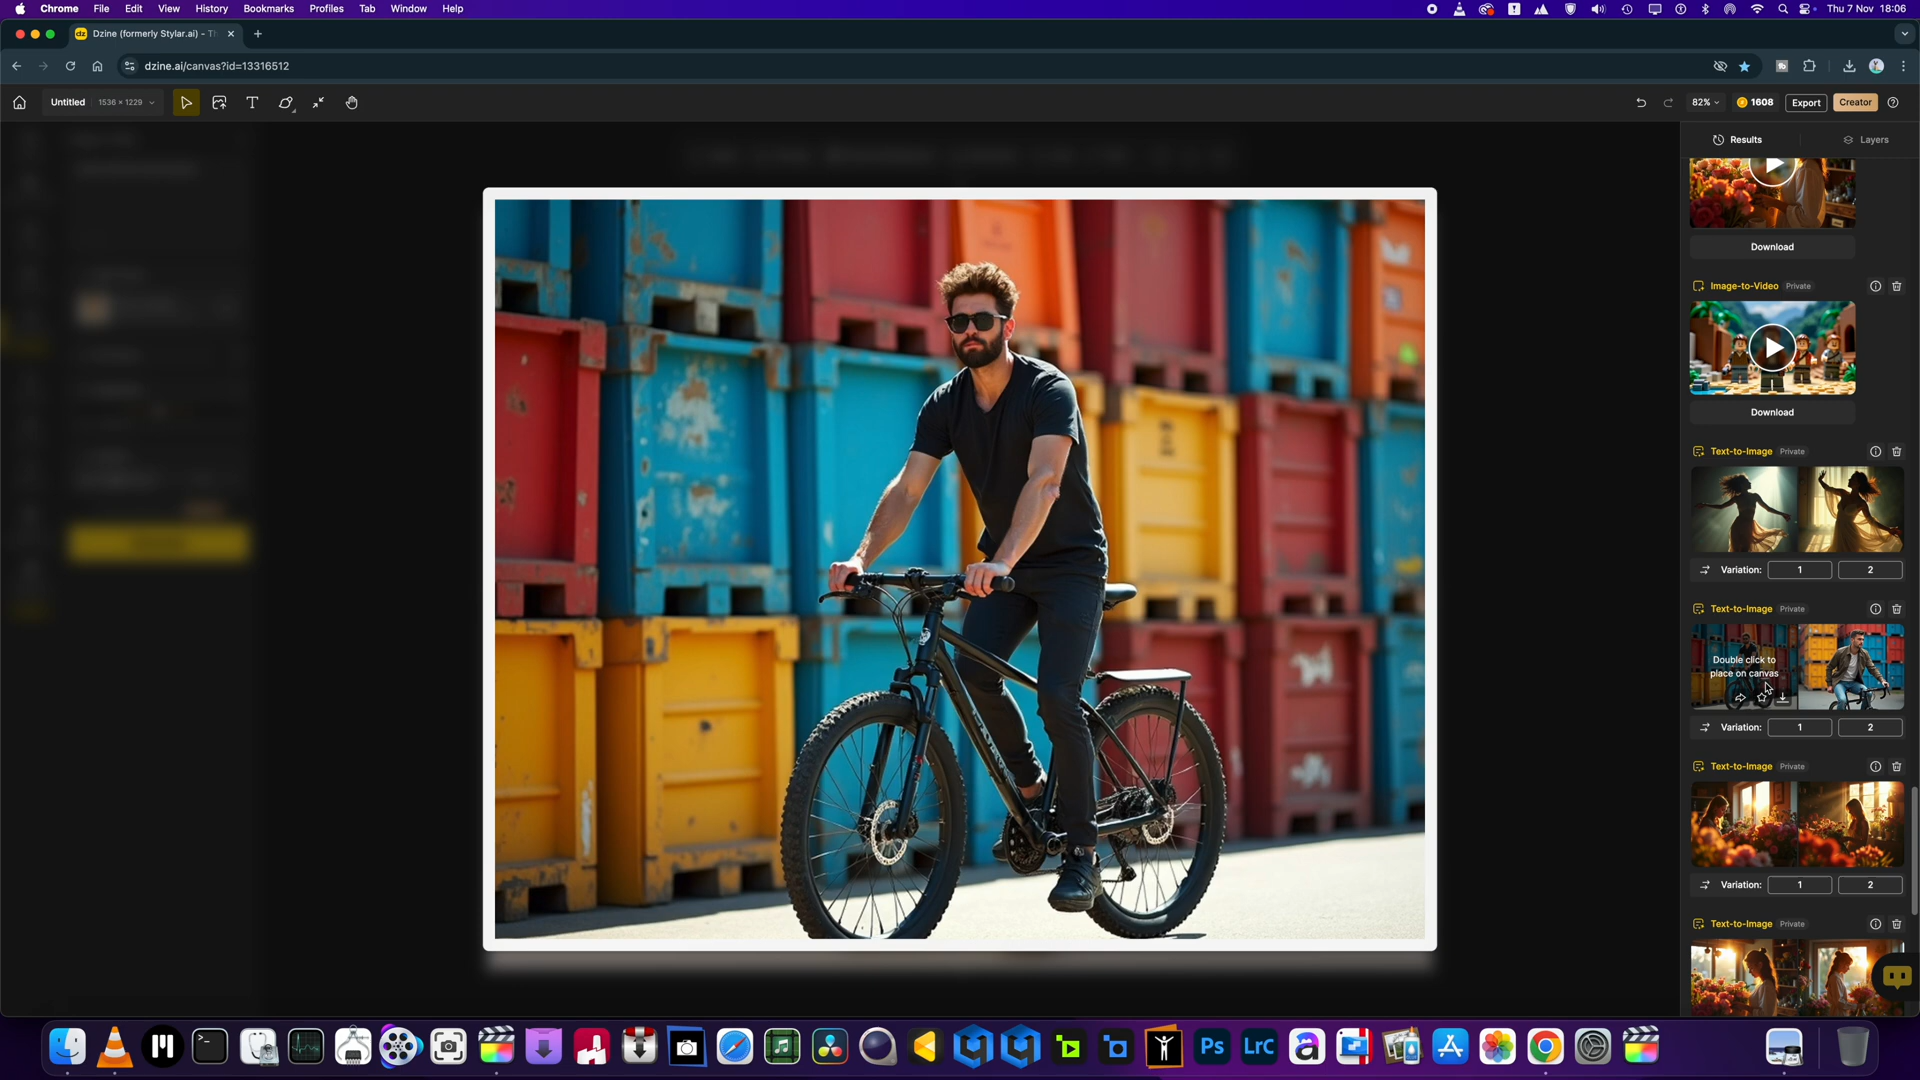 Chrome File Edit View History Bookmarks Profiles Tab Window Help Thu 7 Nov 18:06
dz Dzine (formerly Stylar.ai) - Th
dzine.ai/canvas?id=13316512
Untitled 1536 × 1229 82% 1608 Export Creator
Results Layers
Download
Image-to-Video Private
Download
Text-to-Image Private
Variation: 1 2
Text-to-Image Private
Double click to
place on canvas
Variation: 1 2
Text-to-Image Private
Variation: 1 2
Text-to-Image Private
Ps LrC